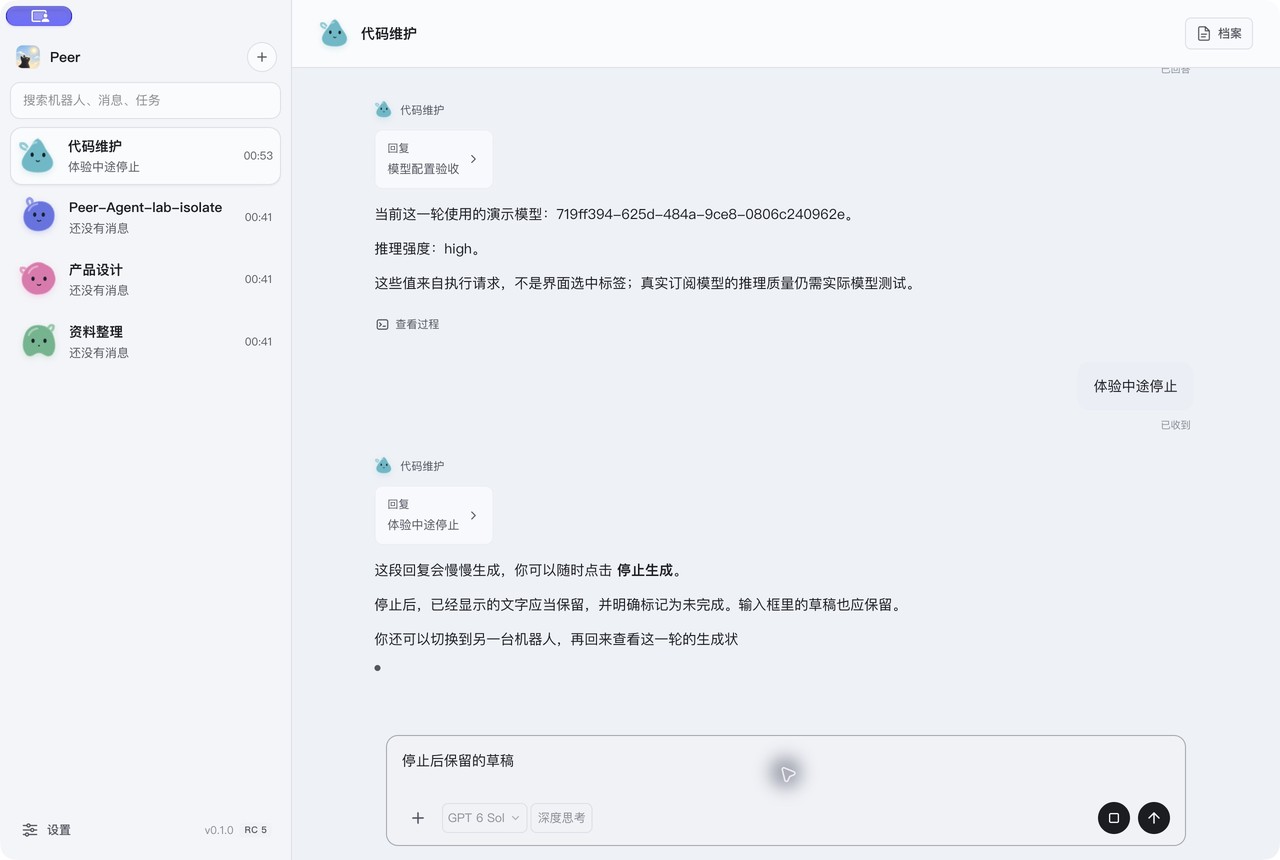 Peer
搜索机器人、消息、任务
代码维护
体验中途停止
00:53
Peer-Agent-lab-isolate
还没有消息
00:41
产品设计
还没有消息
00:41
资料整理
还没有消息
00:41
设置
v0.1.0 RC 5
代码维护
档案
已回答
代码维护
回复
模型配置验收
当前这一轮使用的演示模型：719ff394-625d-484a-9ce8-0806c240962e。
推理强度：high。
这些值来自执行请求，不是界面选中标签；真实订阅模型的推理质量仍需实际模型测试。
查看过程
体验中途停止
已收到
代码维护
回复
体验中途停止
这段回复会慢慢生成，你可以随时点击 停止生成。
停止后，已经显示的文字应当保留，并明确标记为未完成。输入框里的草稿也应保留。
你还可以切换到另一台机器人，再回来查看这一轮的生成状
停止后保留的草稿
GPT 6 Sol
深度思考